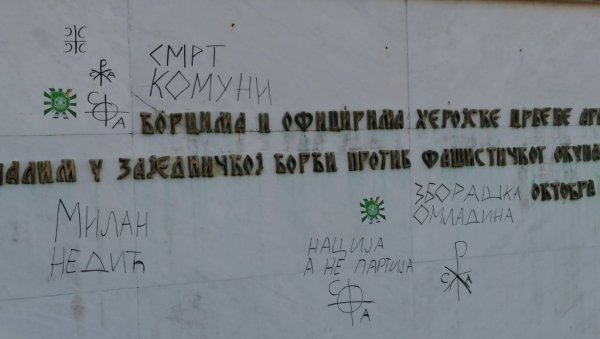 СМРТ
КОМУНИ
С А
С А
БОРЦИМА И ОФИЦИРИМА ХЕРОЈСКЕ ЦРВЕНЕ АР
ПАЛИМ У ЗАЈЕДНИЧКОЈ БОРБИ ПРОТИВ ФАШИСТИЧКОГ ОКУПА
ОКТОБРА
ЗБОРАШКА
ОМЛАДИНА
МИЛАН
НЕДИЋ
НАЦИЈА
А НЕ ПАРТИЈА
С А
С А